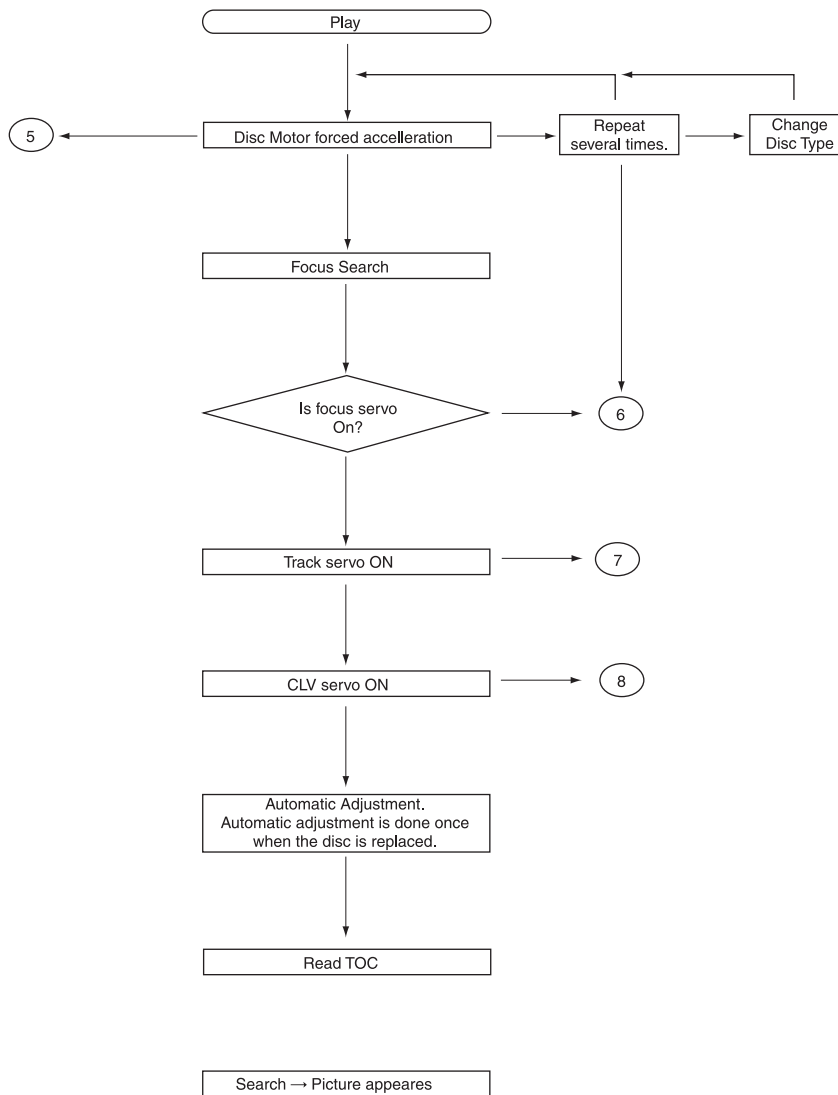 Play
5
Disc Motor forced accelleration
Repeat
several times.
Change
Disc Type
Focus Search
Is focus servo
On?
6
Track servo ON
7
CLV servo ON
8
Automatic Adjustment.
Automatic adjustment is done once
when the disc is replaced.
Read TOC
Search → Picture appeares